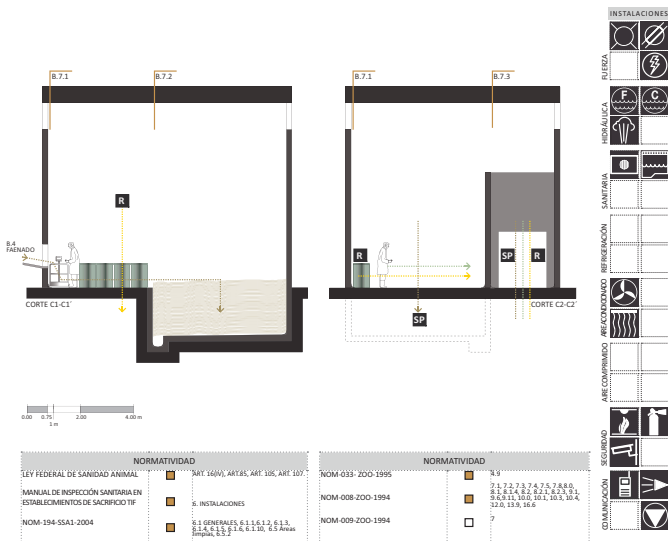 INSTALACIONES
FUERZA
F
C
HIDRÁULICA
SANITARIA
REFRIGERACIÓN
AIRE ACONDICIONADO
AIRE COMPRIMIDO
SEGURIDAD
COMUNICACIÓN
B.7.1
B.7.2
R
B.4
FAENADO
CORTE C1-C1´
B.7.1
B.7.3
R
SP
R
SP
CORTE C2-C2´
0.00 0.75 2.00 4.00 m
1 m
NORMATIVIDAD
LEY FEDERAL DE SANIDAD ANIMAL
ART. 16(IV), ART.85, ART. 105, ART. 107.
MANUAL DE INSPECCIÓN SANITARIA EN
ESTABLECIMIENTOS DE SACRIFICIO TIF
6. INSTALACIONES
NOM-194-SSA1-2004
6.1 GENERALES, 6.1.1,6.1.2, 6.1.3,
6.1.4, 6.1.5, 6.1.6, 6.1.10, 6.5 Areas
limpias, 6.5.2
NORMATIVIDAD
NOM-033- ZOO-1995
4.9
NOM-008-ZOO-1994
7.1, 7.2, 7.3, 7.4, 7.5, 7.8,8.0,
8.1, 8.1.4, 8.2, 8.2.1, 8.2.3, 9.1,
9.6,9.11, 10.0, 10.1, 10.3, 10.4,
12.0, 13.9, 16.6
NOM-009-ZOO-1994
7